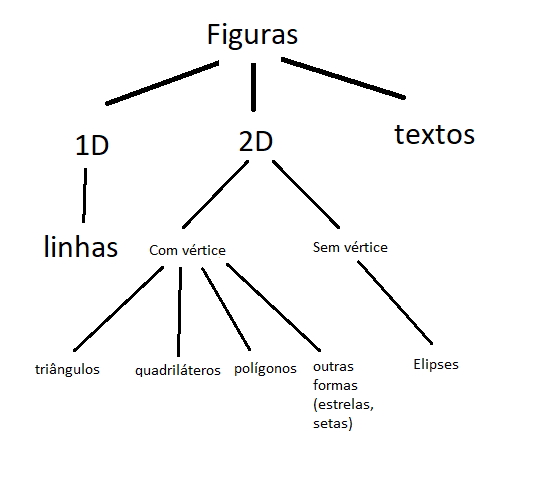 Figuras
1D
2D
textos
linhas
Com vértice
Sem vértice
triângulos
quadriláteros
polígonos
outras
formas
(estrelas,
setas)
Elipses